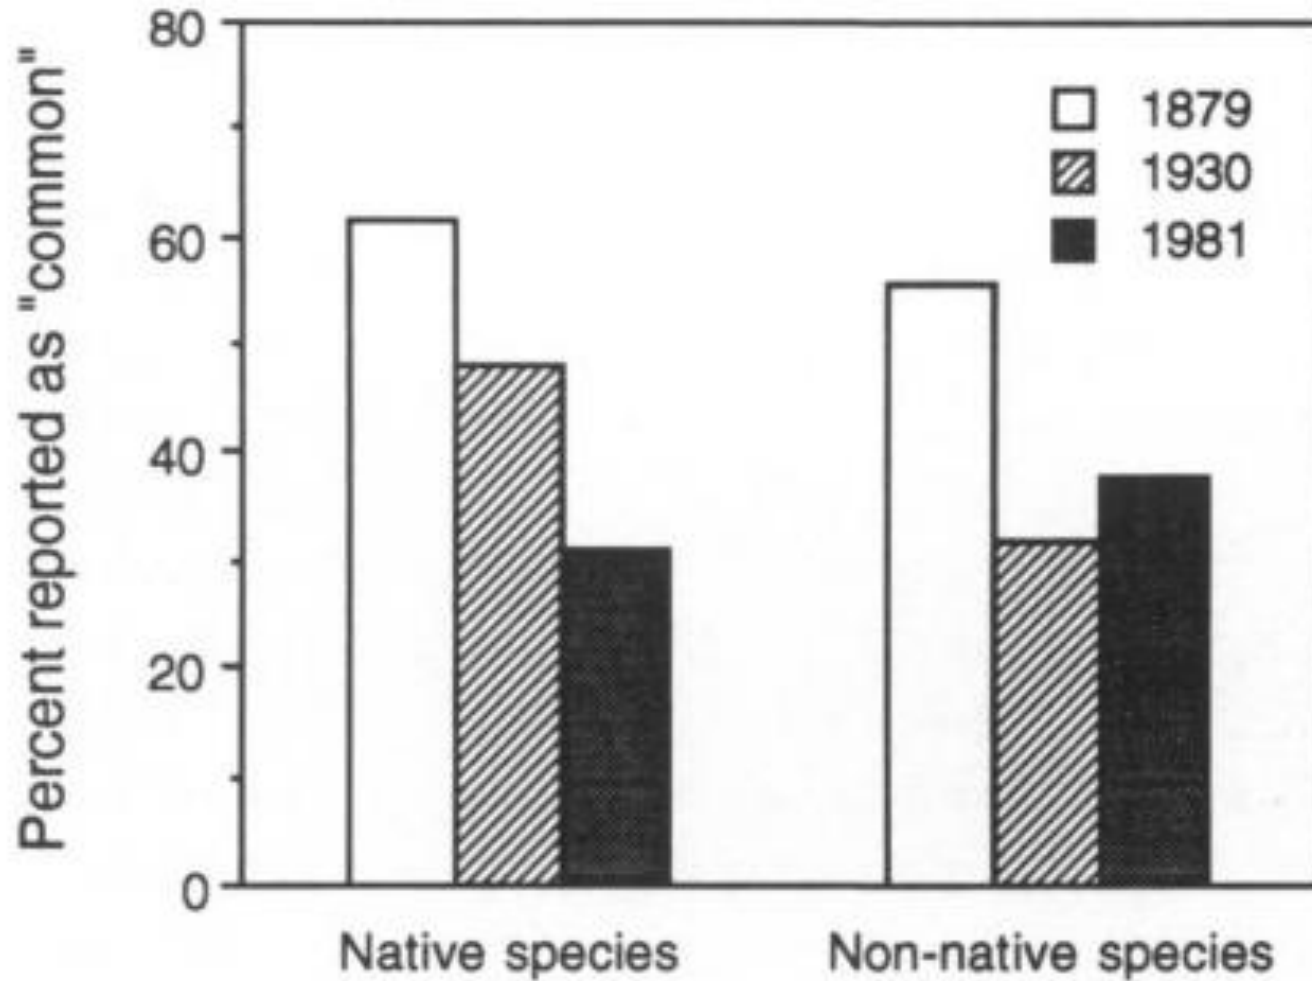 Percent reported as "common"
80
60
40
20
0
1879
1930
1981
Native species
Non-native species